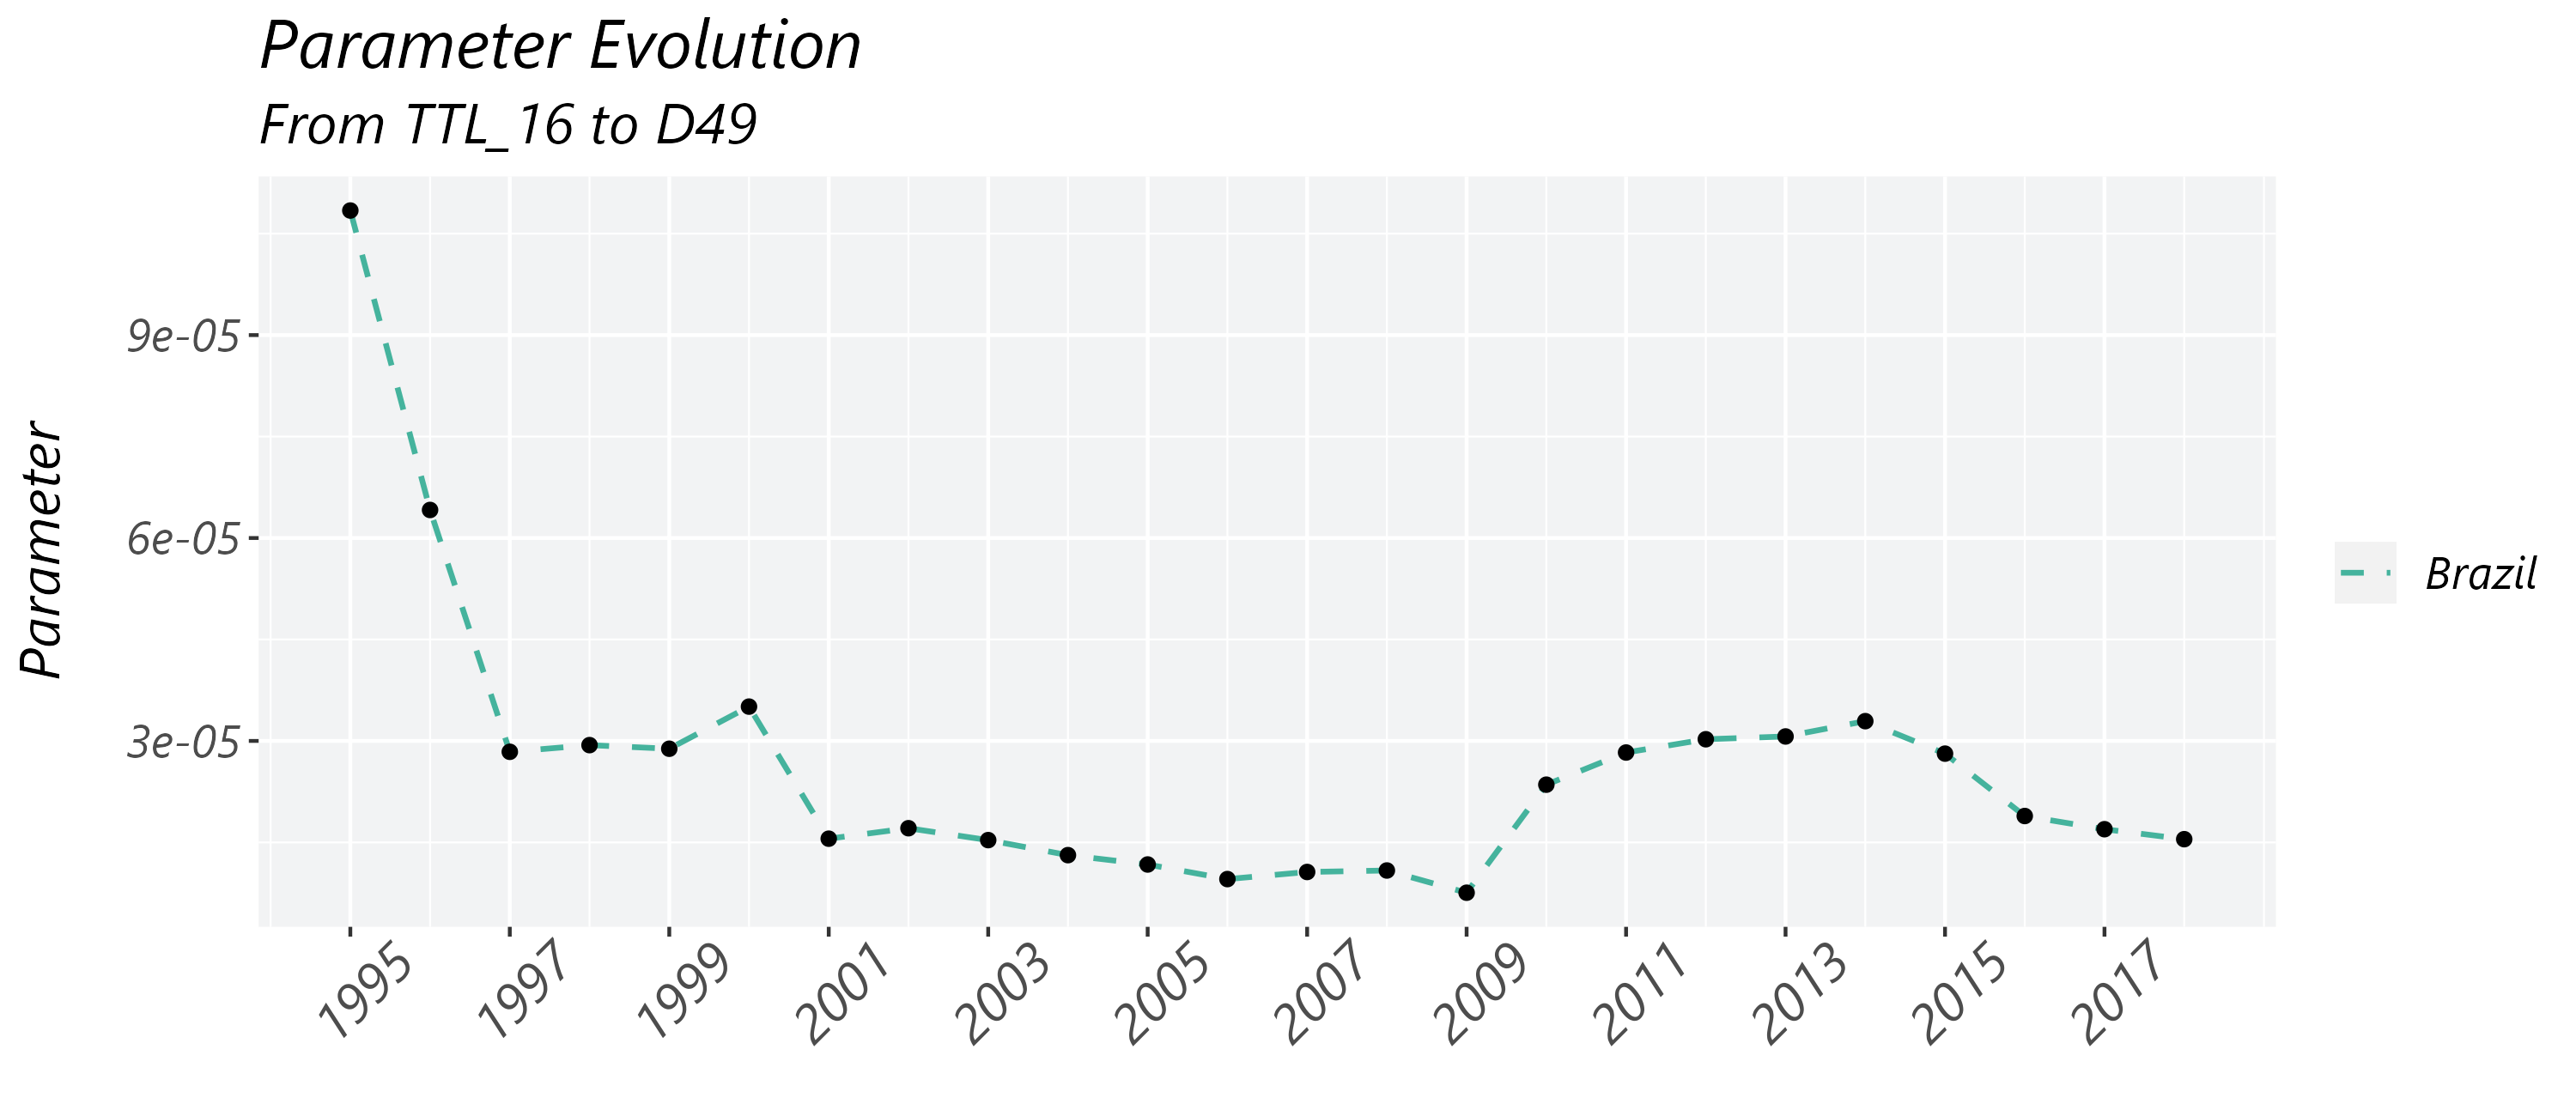 Parameter Evolution
From TTL_16 to D49
Parameter
9e-05
6e-05
3e-05
1995
1997
1999
2001
2003
2005
2007
2009
2011
2013
2015
2017
Brazil